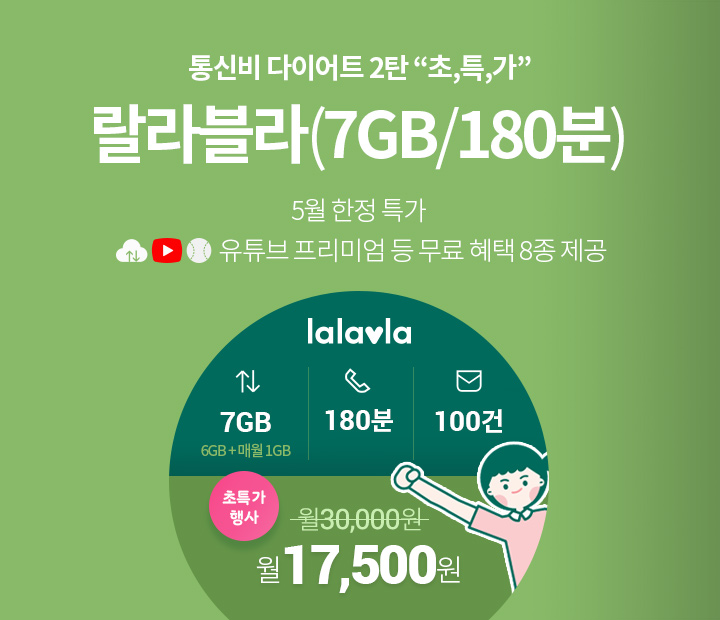 통신비 다이어트 2탄 “초,특,가”
랄라블라(7GB/180분)
5월 한정 특가
유튜브 프리미엄 등 무료 혜택 8종 제공
lalavla
7GB
180분
100건
6GB+매월 1GB
초특가
행사
월30,000원
월17,500원